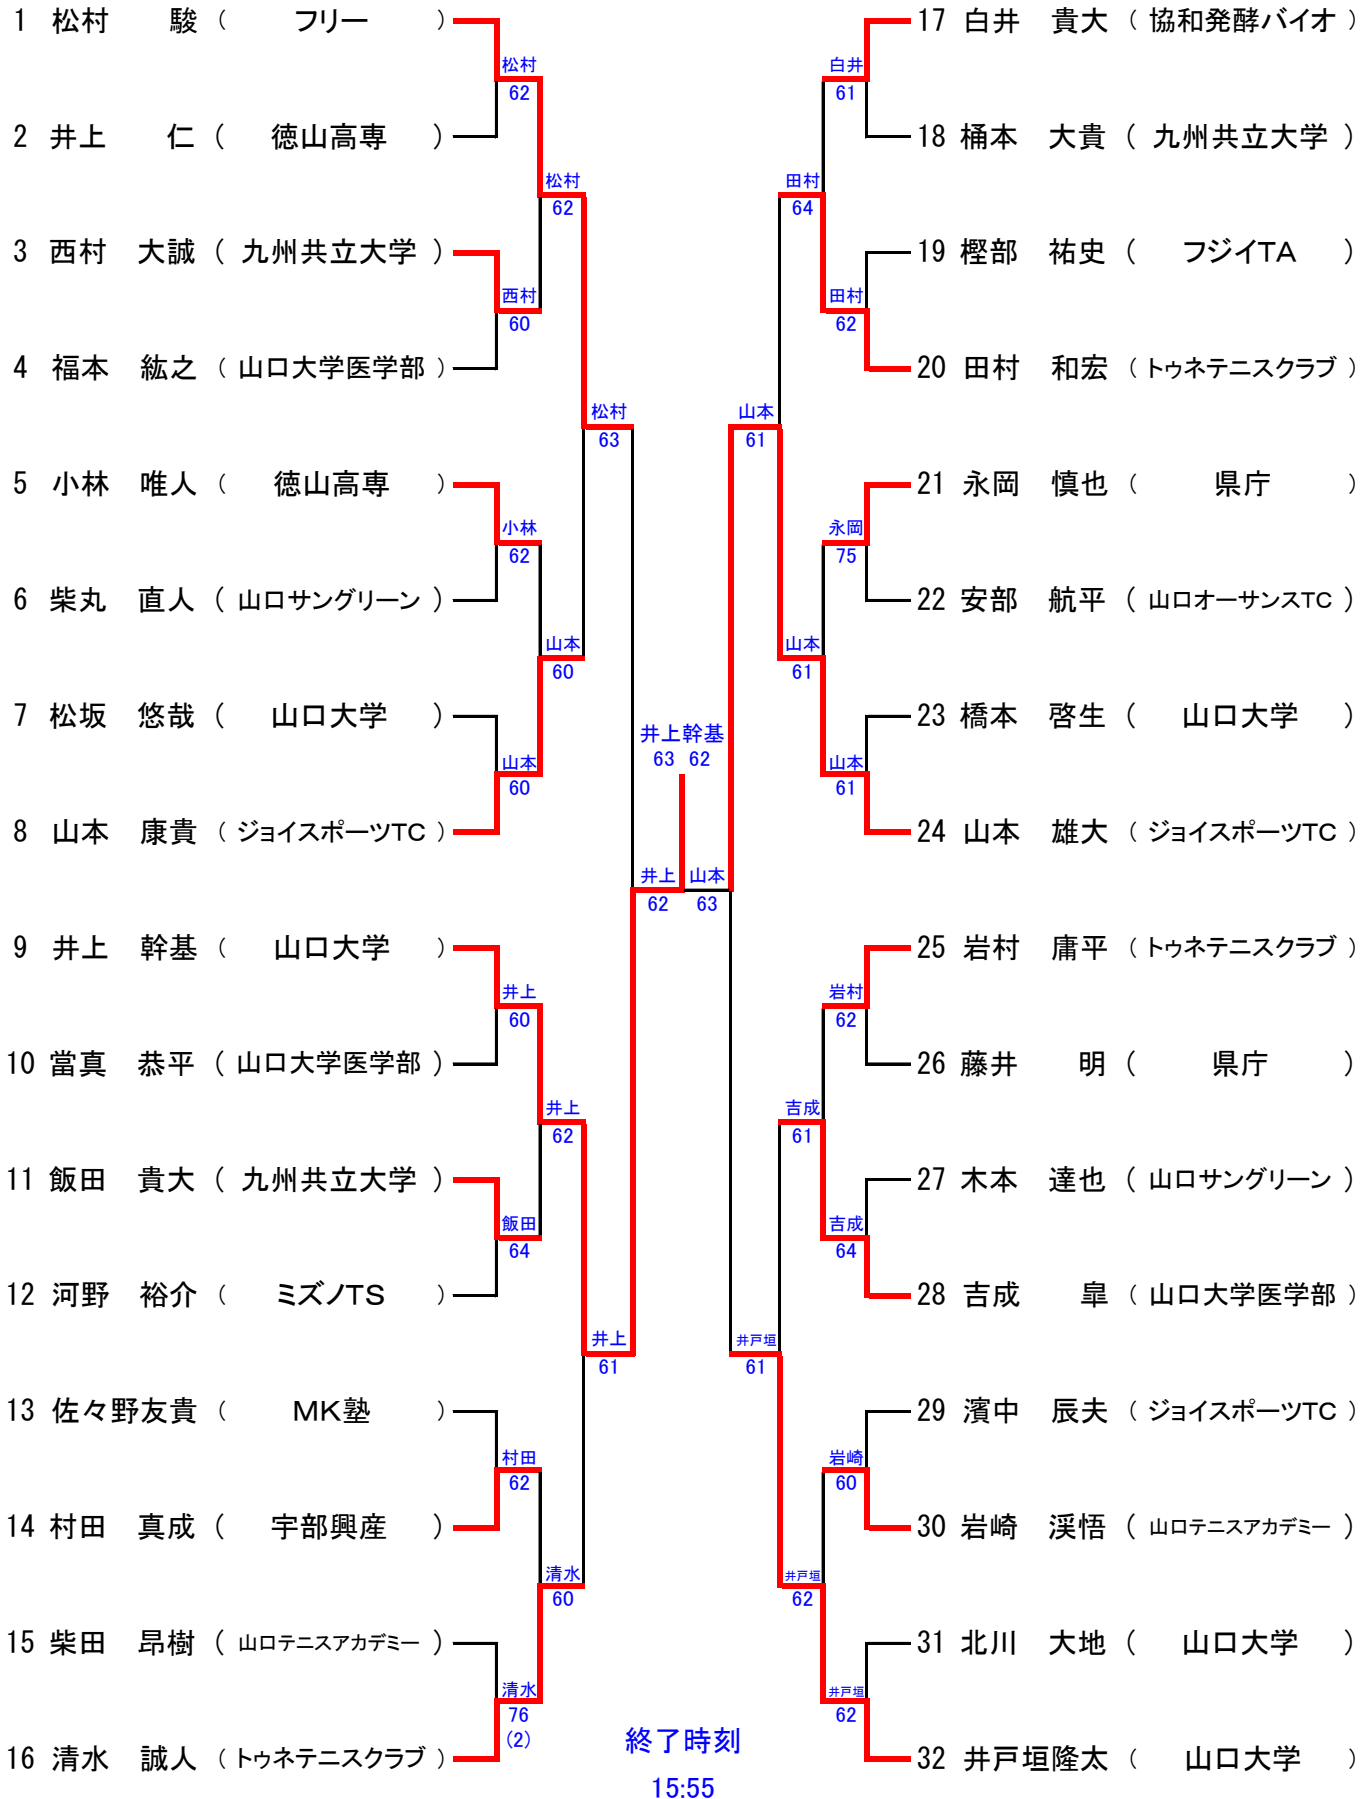 1 松村 駿 ( フリー )
17 白井 貴大 ( 協和発酵バイオ )
松村
62
白井
61
2 井上 仁 ( 徳山高専 )
18 桶本 大貴 ( 九州共立大学 )
松村
62
田村
64
3 西村 大誠 ( 九州共立大学 )
19 樫部 祐史 ( フジイTA )
西村
60
田村
62
4 福本 紘之 ( 山口大学医学部 )
20 田村 和宏 ( トゥネテニスクラブ )
松村
63
山本
61
5 小林 唯人 ( 徳山高専 )
21 永岡 慎也 ( 県庁 )
小林
62
永岡
75
6 柴丸 直人 ( 山口サングリーン )
22 安部 航平 ( 山口オーサンスTC )
山本
60
山本
61
7 松坂 悠哉 ( 山口大学 )
23 橋本 啓生 ( 山口大学 )
井上幹基
63 62
山本
60
山本
61
8 山本 康貴 ( ジョイスポーツTC )
24 山本 雄大 ( ジョイスポーツTC )
井上
62
山本
63
9 井上 幹基 ( 山口大学 )
25 岩村 庸平 ( トゥネテニスクラブ )
井上
60
岩村
62
10 當真 恭平 ( 山口大学医学部 )
26 藤井 明 ( 県庁 )
井上
62
吉成
61
11 飯田 貴大 ( 九州共立大学 )
27 木本 達也 ( 山口サングリーン )
飯田
64
吉成
64
12 河野 裕介 ( ミズノTS )
28 吉成 皐 ( 山口大学医学部 )
井上
61
井戸垣
61
13 佐々野友貴 ( MK塾 )
29 濱中 辰夫 ( ジョイスポーツTC )
村田
62
岩崎
60
14 村田 真成 ( 宇部興産 )
30 岩崎 渓悟 ( 山口テニスアカデミー )
清水
60
井戸垣
62
15 柴田 昂樹 ( 山口テニスアカデミー )
31 北川 大地 ( 山口大学 )
清水
76
(2)
井戸垣
62
16 清水 誠人 ( トゥネテニスクラブ )
32 井戸垣隆太 ( 山口大学 )
終了時刻
15:55